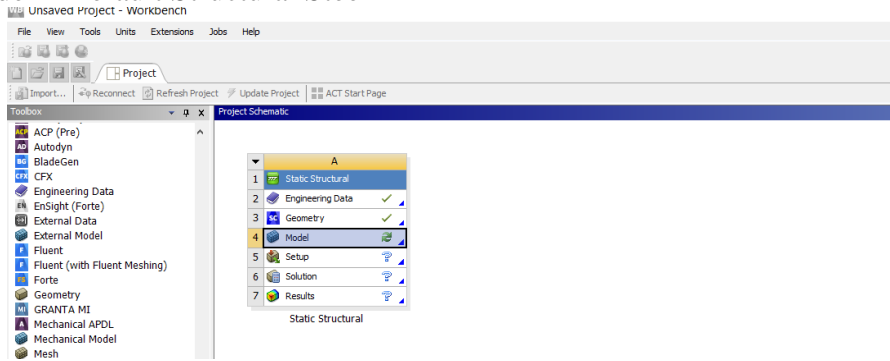 Unsaved Project - Workbench
File View Tools Units Extensions Jobs Help
Project
Import... Reconnect Refresh Project Update Project ACT Start Page
Toolbox
Project Schematic
ACP (Pre)
Autodyn
BladeGen
CFX
Engineering Data
EnSight (Forte)
External Data
External Model
Fluent
Fluent (with Fluent Meshing)
Forte
Geometry
GRANTA MI
Mechanical APDL
Mechanical Model
Mesh
A
1 Static Structural
2 Engineering Data
3 Geometry
4 Model
5 Setup
6 Solution
7 Results
Static Structural